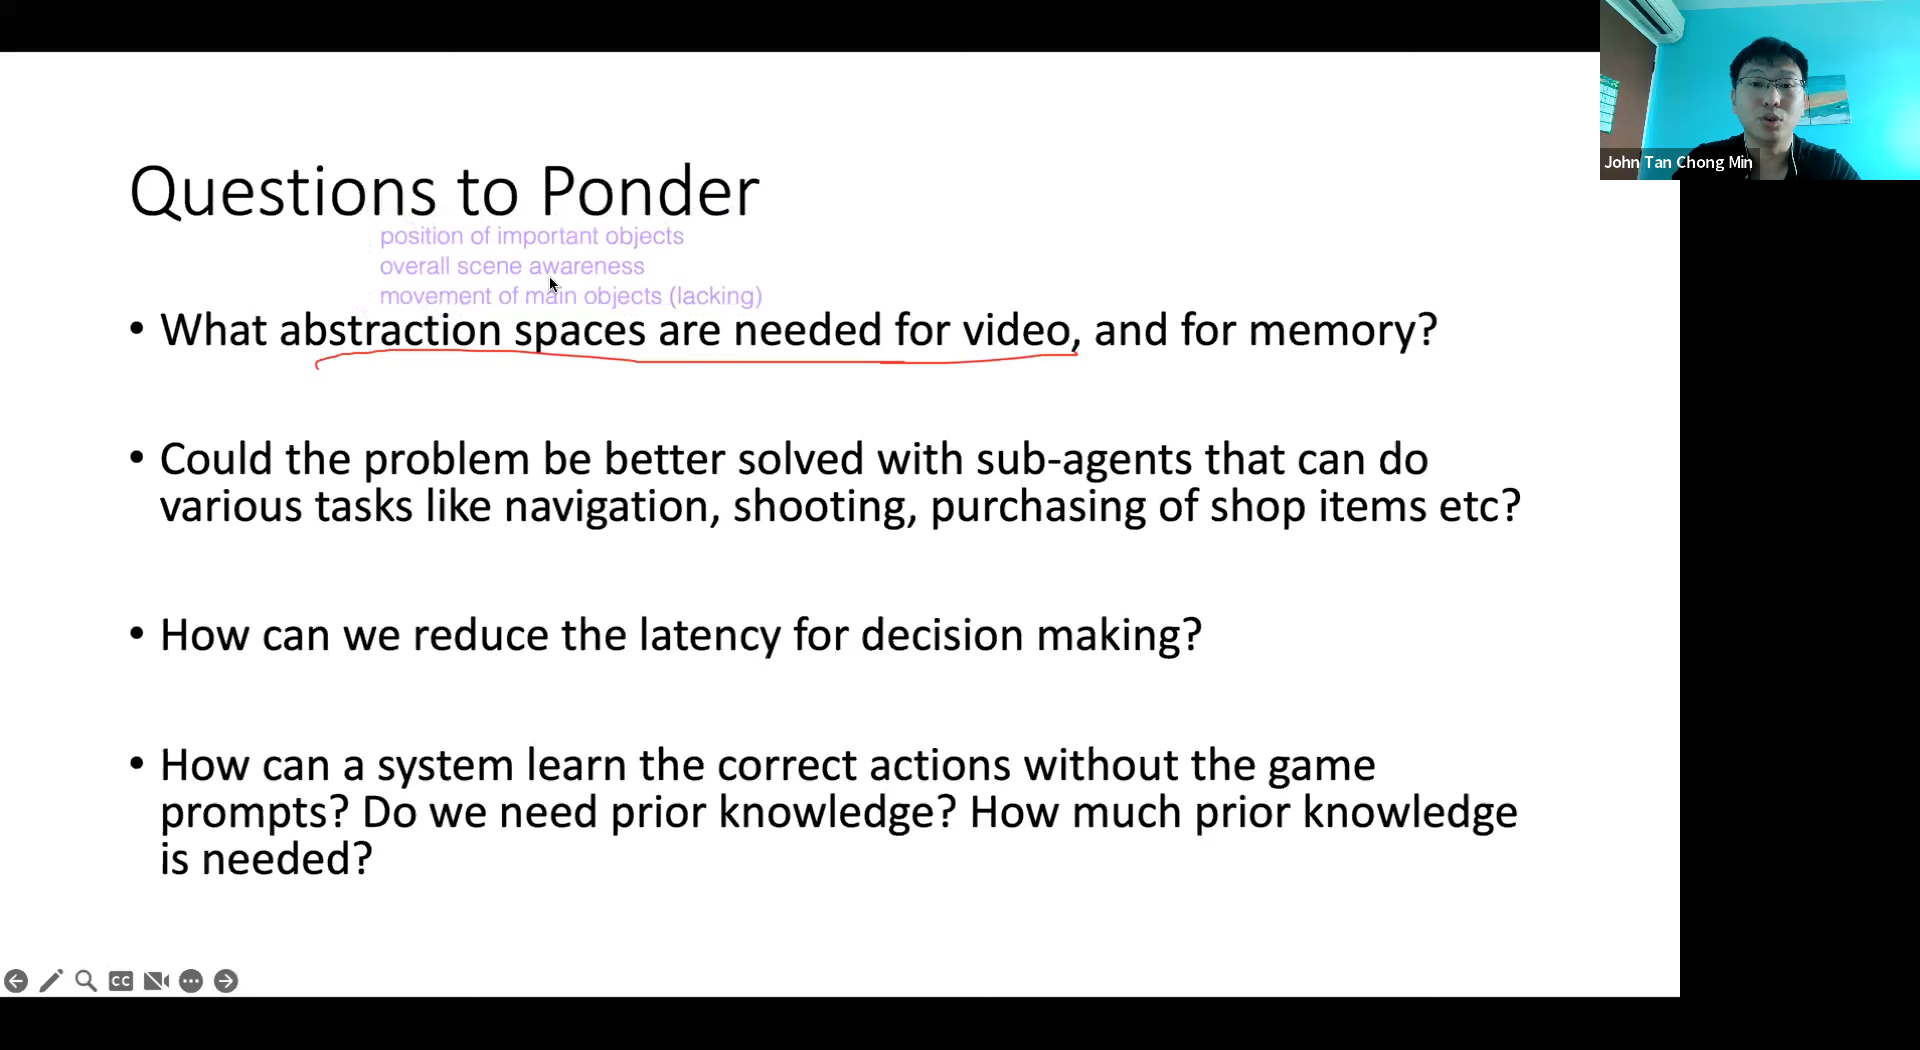 John Tan Chong Min
Questions to Ponder
position of important objects
overall scene awareness
movement of main objects (lacking)
• What abstraction spaces are needed for video, and for memory?
• Could the problem be better solved with sub-agents that can do
various tasks like navigation, shooting, purchasing of shop items etc?
• How can we reduce the latency for decision making?
• How can a system learn the correct actions without the game
prompts? Do we need prior knowledge? How much prior knowledge
is needed?
CC